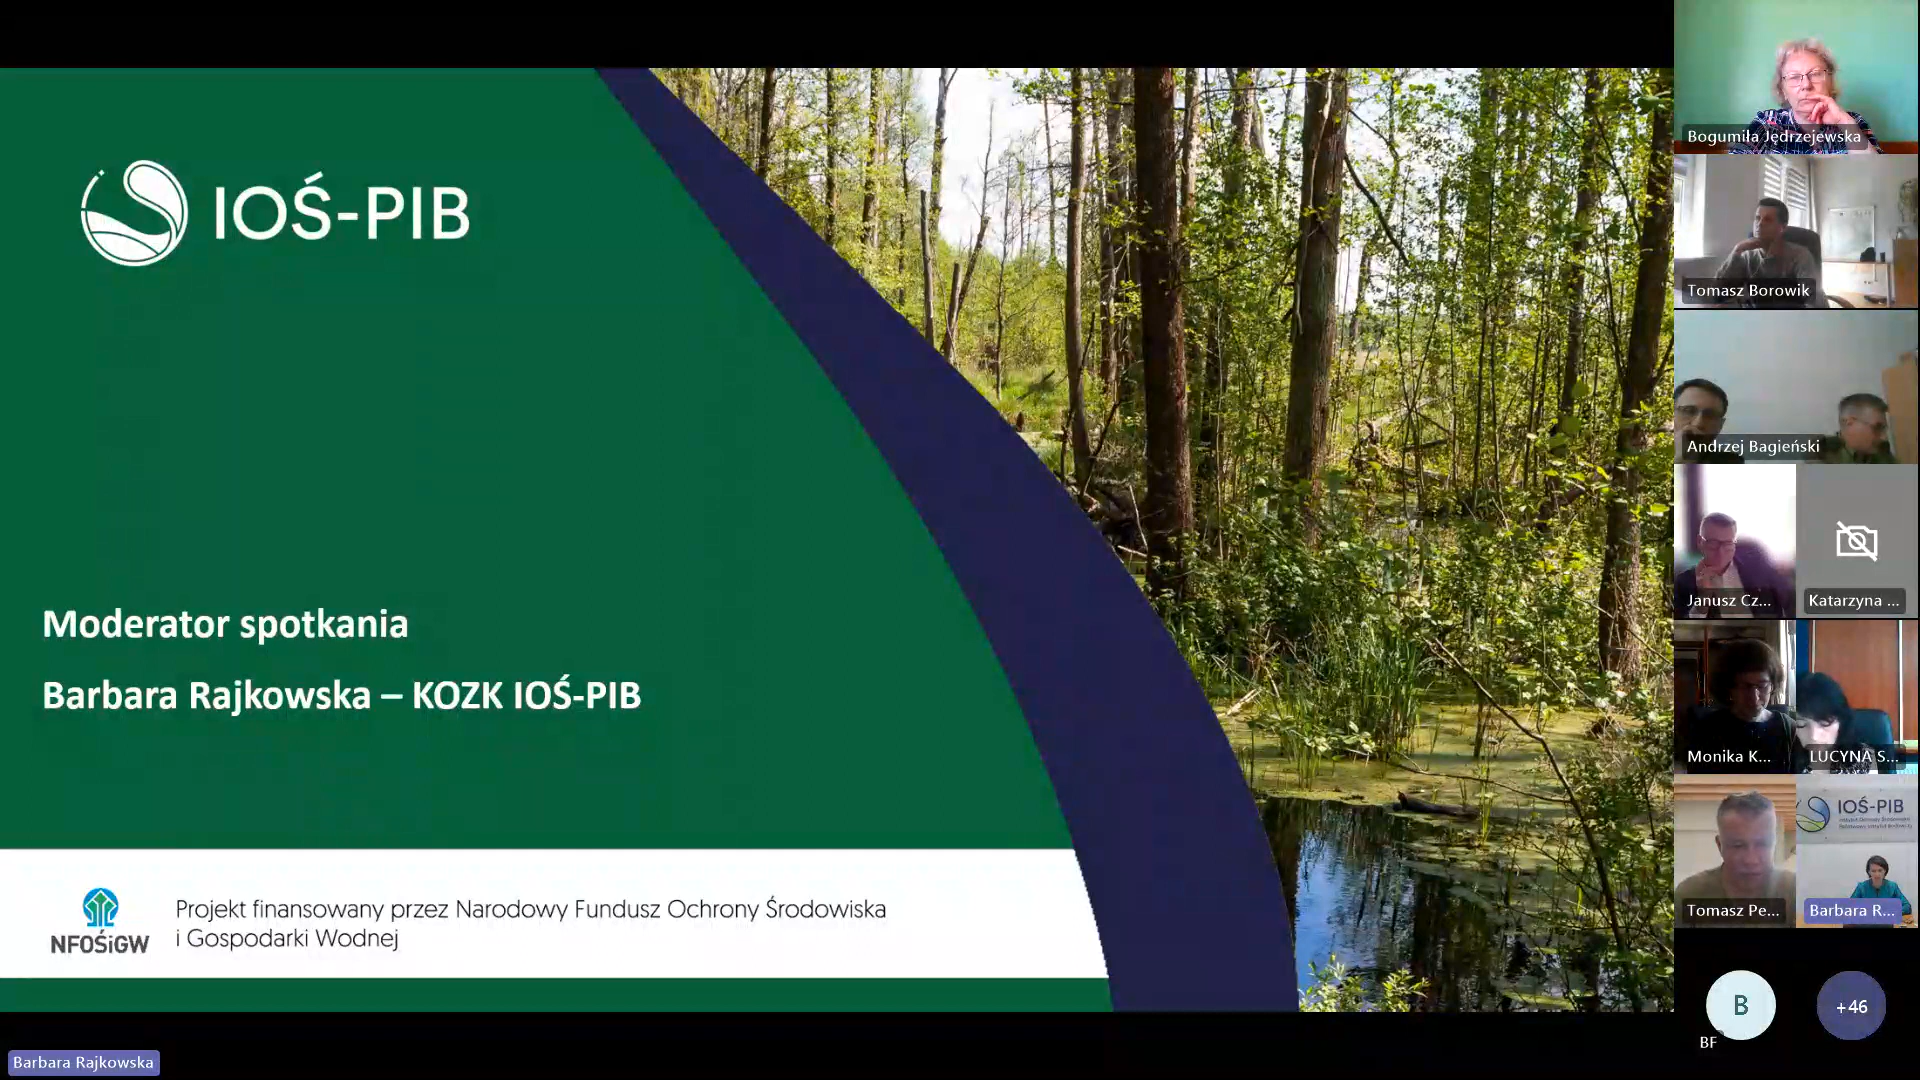 IOŚ-PIB
Moderator spotkania
Barbara Rajkowska – KOZK IOŚ-PIB
NFOŚiGW
Projekt finansowany przez Narodowy Fundusz Ochrony Środowiska
i Gospodarki Wodnej
Barbara Rajkowska
Bogumiła Jędrzejewska
Tomasz Borowik
Andrzej Bagieński
Janusz Cz...
Katarzyna ...
Monika K...
LUCYNA S...
IOŚ-PIB
Tomasz Pe...
Barbara R...
B
BF
+46